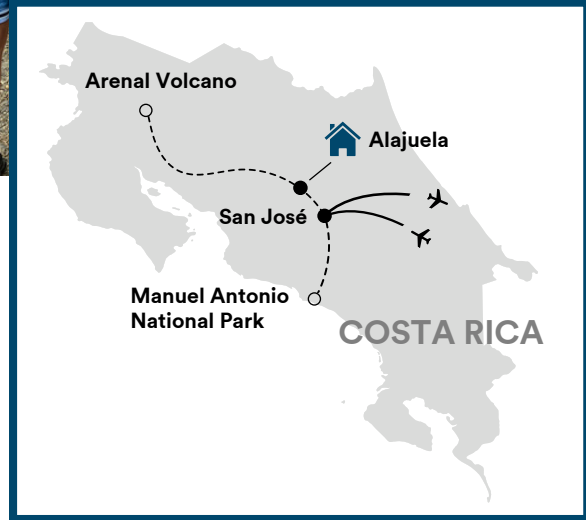 Arenal Volcano
Alajuela
San José
Manuel Antonio
National Park
COSTA RICA